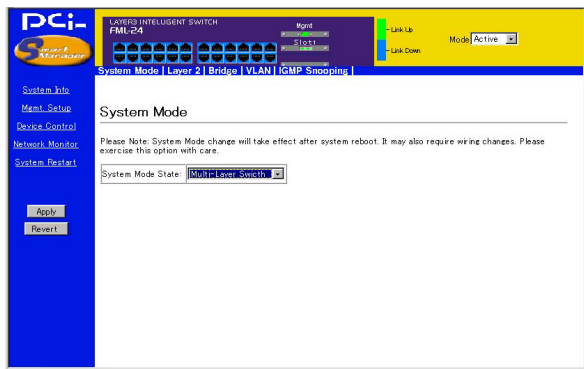 PCi-
Smart
Manager
LAYER3 INTELLIGENT SWITCH
FML-24
Mgmt
Slot1
Link Up
Link Down
Mode Active
System Mode | Layer 2 | Bridge | VLAN | IGMP Snooping |
System Info
Mgmt. Setup
Device Control
Network Monitor
System Restart
Apply
Revert
System Mode
Please Note: System Mode change will take effect after system reboot. It may also require wiring changes. Please
exercise this option with care.
System Mode State: Multi-Layer Swicth